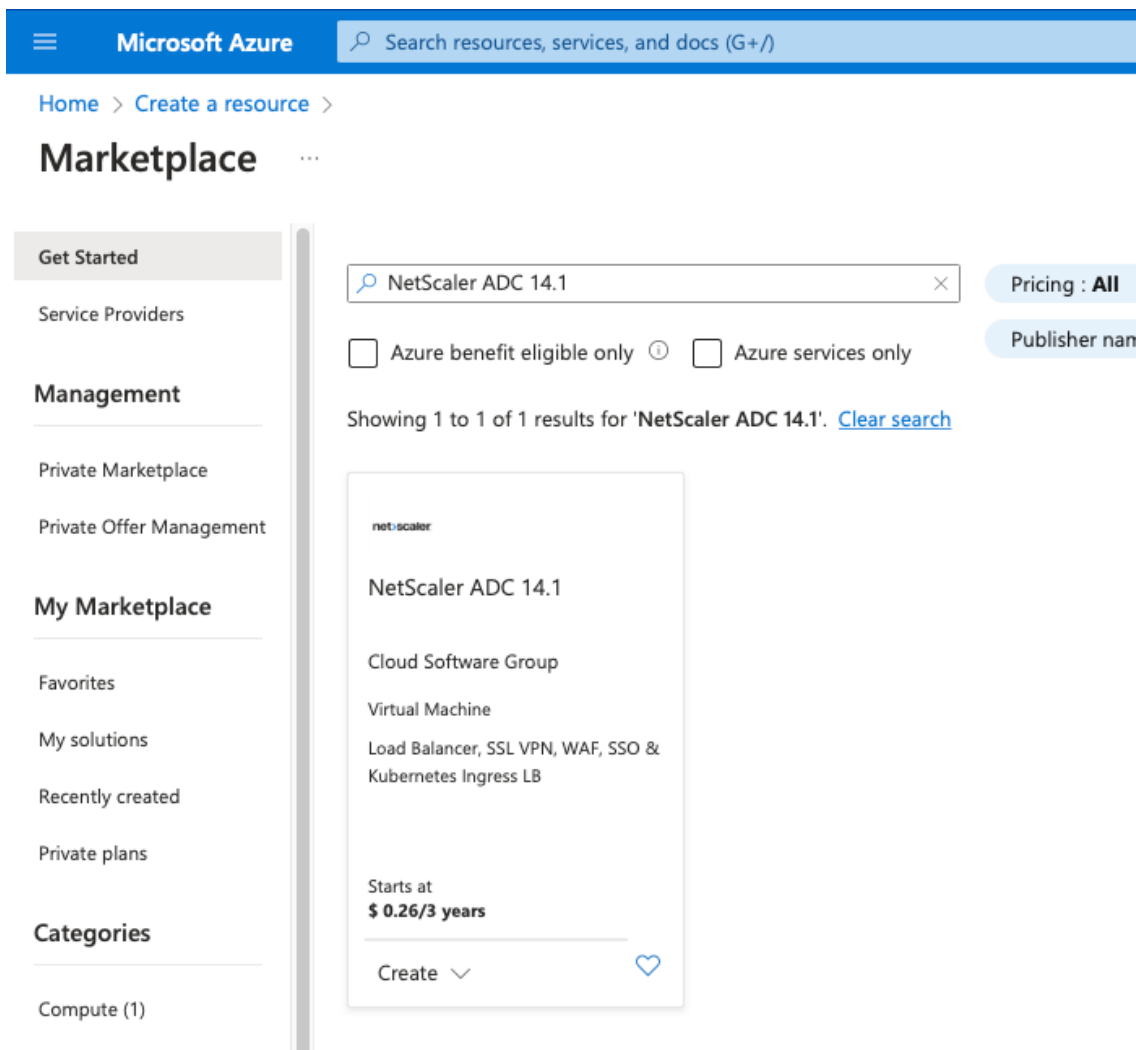 Microsoft Azure
Search resources, services, and docs (G+/)
Home > Create a resource >
Marketplace ...
Get Started
Service Providers
Management
Private Marketplace
Private Offer Management
My Marketplace
Favorites
My solutions
Recently created
Private plans
Categories
Compute (1)
NetScaler ADC 14.1
Pricing : All
Azure benefit eligible only
Azure services only
Publisher nam
Showing 1 to 1 of 1 results for 'NetScaler ADC 14.1'. Clear search
net>scaler
NetScaler ADC 14.1
Cloud Software Group
Virtual Machine
Load Balancer, SSL VPN, WAF, SSO &
Kubernetes Ingress LB
Starts at
$ 0.26/3 years
Create